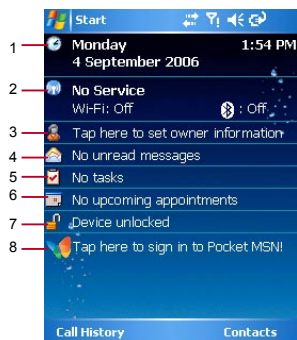 Start
1 Monday 1:54 PM
4 September 2006
2 No Service
Wi-Fi: Off : Off
3 Tap here to set owner information
4 No unread messages
5 No tasks
6 No upcoming appointments
7 Device unlocked
8 Tap here to sign in to Pocket MSN!
Call History Contacts